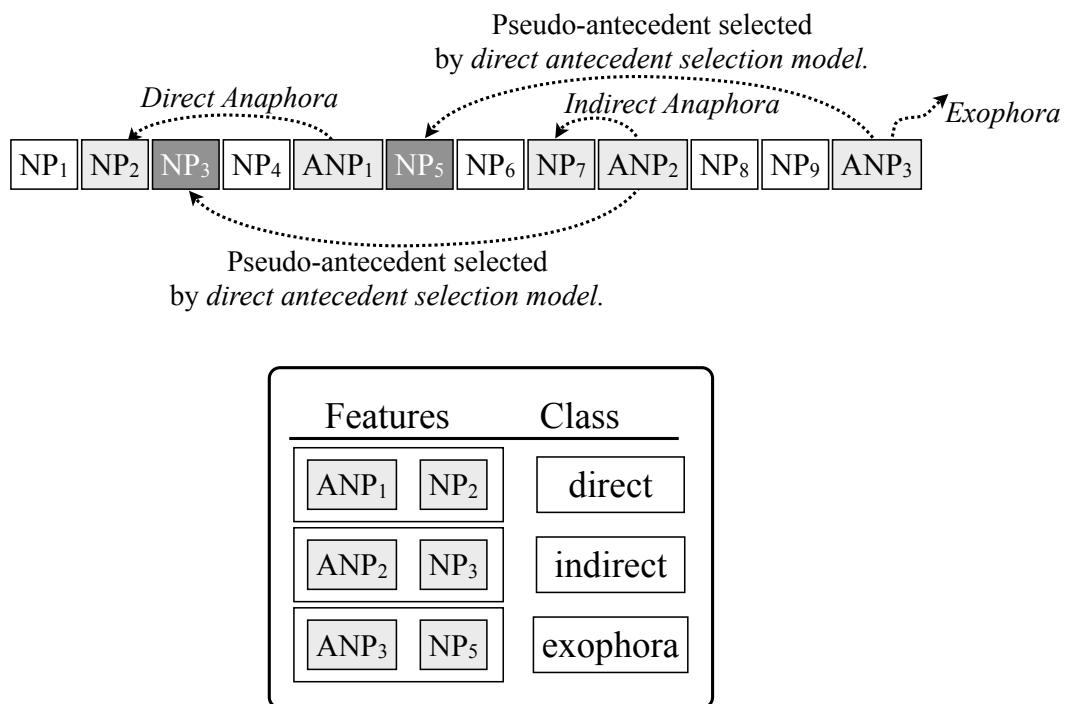 Pseudo-antecedent selected
by direct antecedent selection model.
Direct Anaphora
Indirect Anaphora
Exophora
NP1 NP2 NP3 NP4 ANP1 NP5 NP6 NP7 ANP2 NP8 NP9 ANP3
Pseudo-antecedent selected
by direct antecedent selection model.
Features Class
ANP1 NP2 direct
ANP2 NP3 indirect
ANP3 NP5 exophora